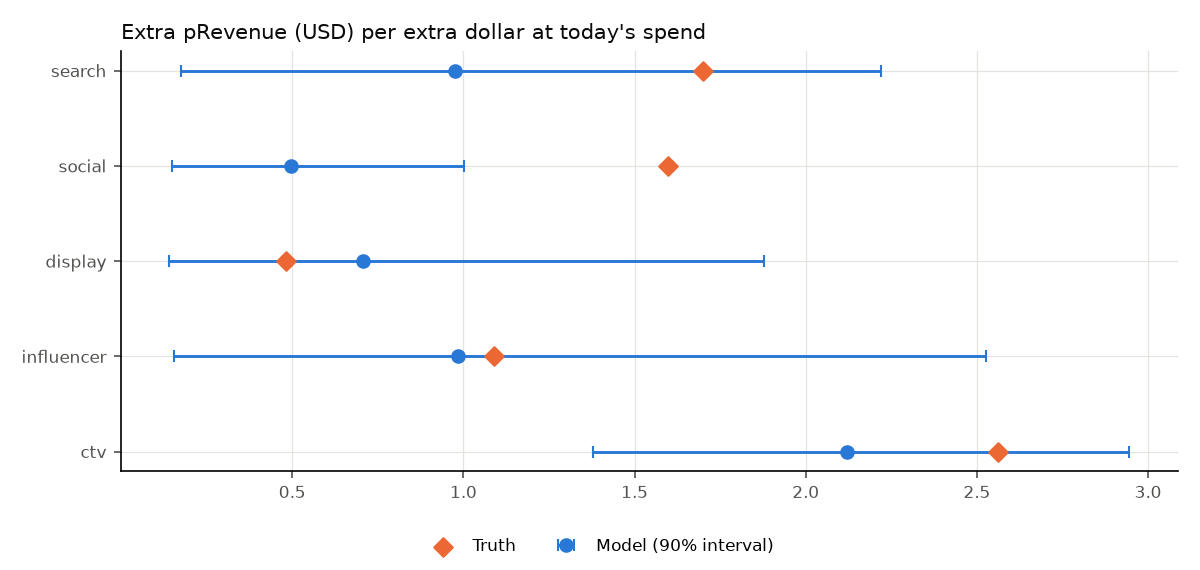 Extra pRevenue (USD) per extra dollar at today's spend
search
social
display
influencer
ctv
0.5 1.0 1.5 2.0 2.5 3.0
Truth Model (90% interval)